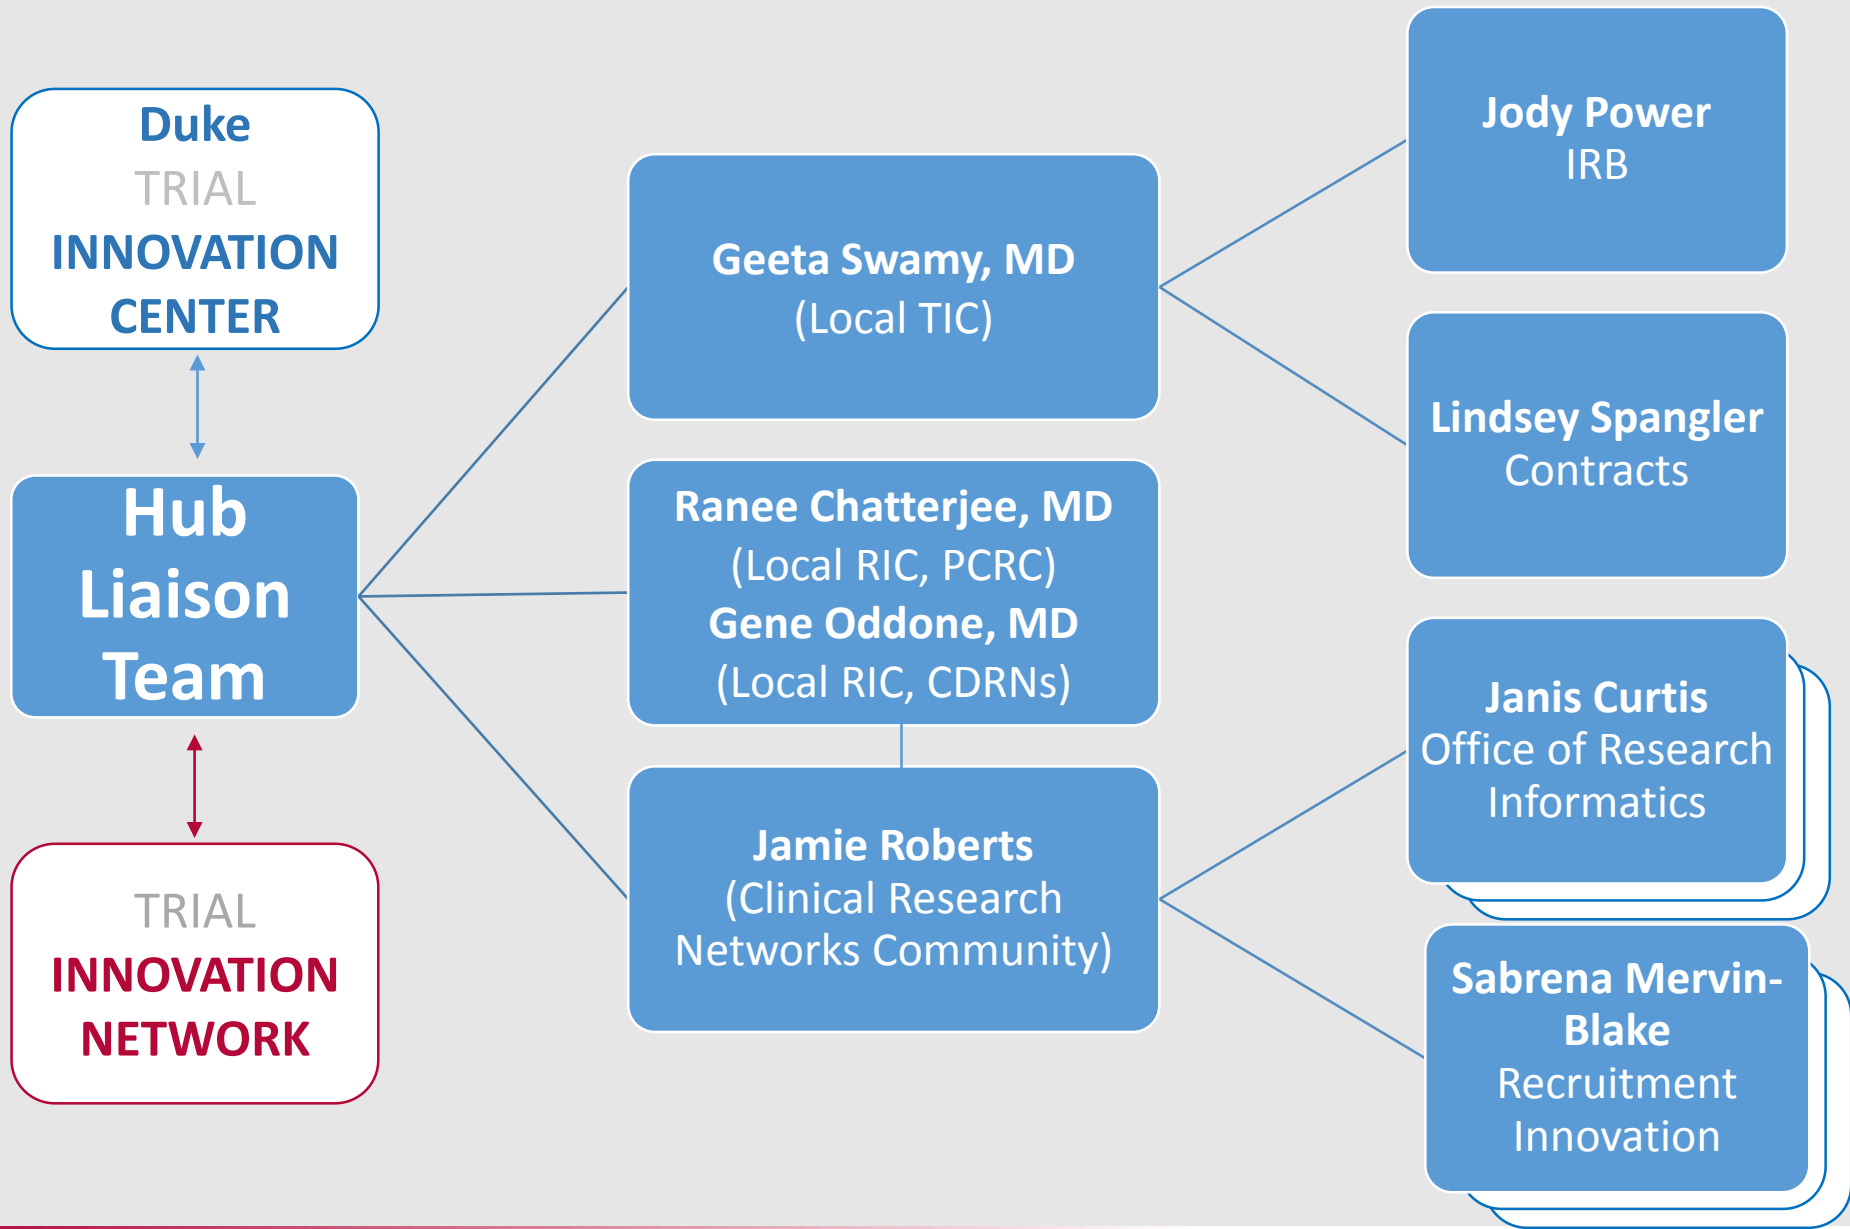 Duke
TRIAL
INNOVATION
CENTER
Hub
Liaison
Team
TRIAL
INNOVATION
NETWORK
Geeta Swamy, MD
(Local TIC)
Ranee Chatterjee, MD
(Local RIC, PCRC)
Gene Oddone, MD
(Local RIC, CDRNs)
Jamie Roberts
(Clinical Research
Networks Community)
Jody Power
IRB
Lindsey Spangler
Contracts
Janis Curtis
Office of Research
Informatics
Sabrena Mervin-
Blake
Recruitment
Innovation